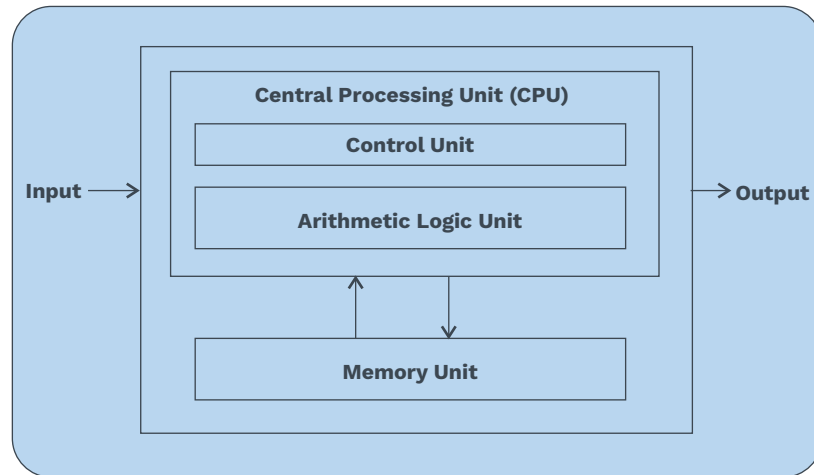 Central Processing Unit (CPU)
Control Unit
Input
Output
Arithmetic Logic Unit
Memory Unit